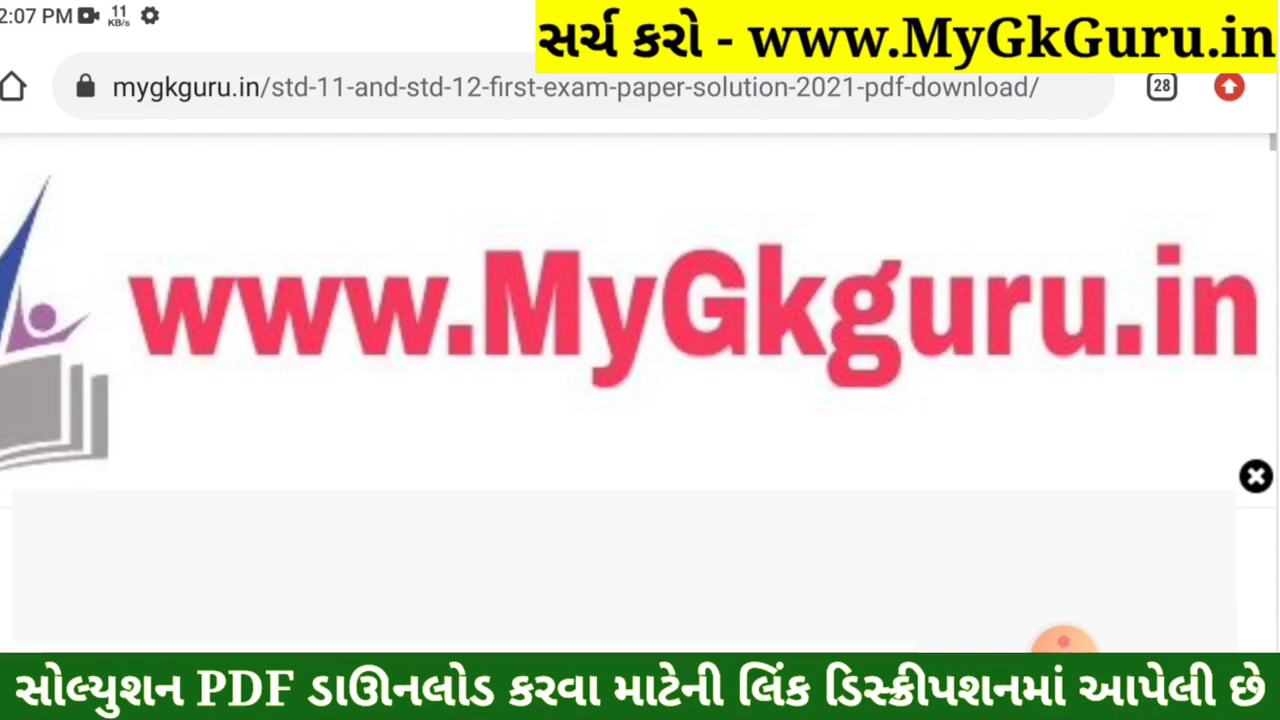 2:07 PM 11 KB/s
સર્ચ કરો - www.MyGkGuru.in
mygkguru.in/std-11-and-std-12-first-exam-paper-solution-2021-pdf-download/ 28
www.MyGkguru.in
સોલ્યુશન PDF ડાઊનલોડ કરવા માટેની લિંક ડિસ્ક્રીપશનમાં આપેલી છે